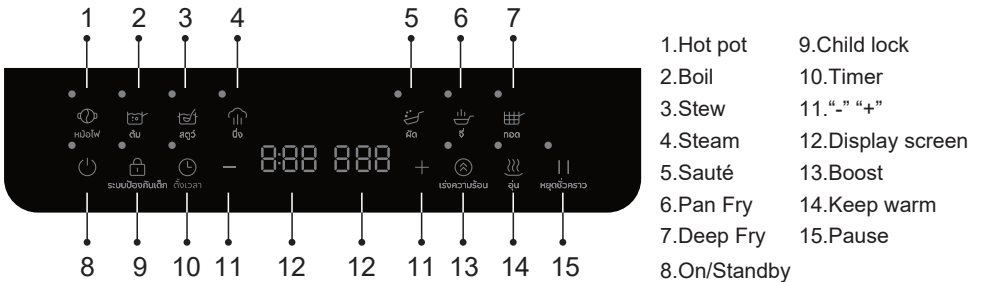 1 2 3 4 5 6 7
หม้อไฟ ต้ม สตูว์ นึ่ง ผัด จี่ ทอด
8:88 888
ระบบป้องกันเด็ก ตั้งเวลา − + เร่งความร้อน อุ่น หยุดชั่วคราว
8 9 10 11 12 12 11 13 14 15
1.Hot pot 9.Child lock
2.Boil 10.Timer
3.Stew 11.“-” “+”
4.Steam 12.Display screen
5.Sauté 13.Boost
6.Pan Fry 14.Keep warm
7.Deep Fry 15.Pause
8.On/Standby